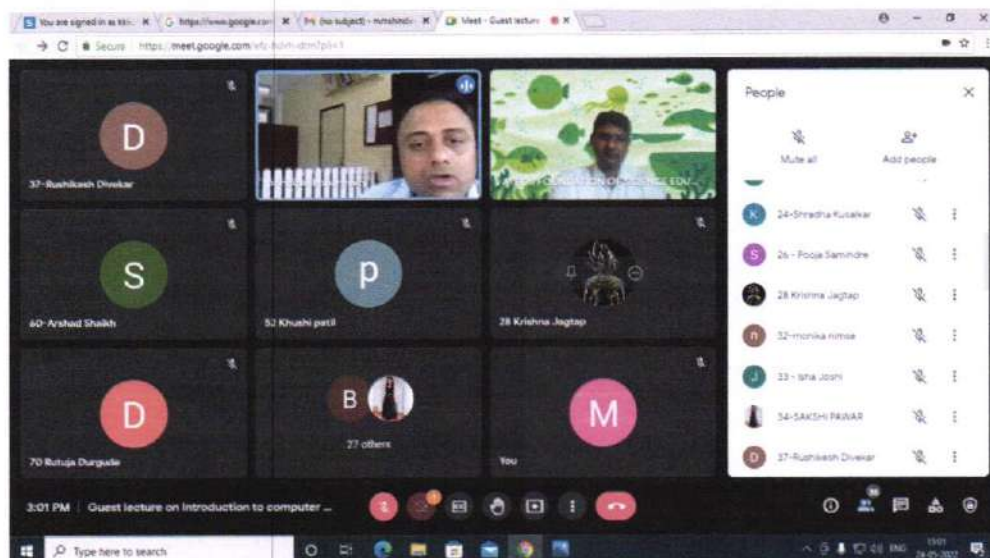 You are signed in as
https://www.google.com
(no subject) -
Meet - Guest lecture
Secure | https://meet.google.com/
D
37-Rushikesh Divekar
FOUNDATION OF
EDU...
S
60-Arshad Shaikh
p
52 Khushi patil
28 Krishna Jagtap
D
70 Rutuja Durgude
B
27 others
M
You
People
Mute all
Add people
K
24-Shradha Kusalkar
S
26 - Pooja Samindre
28 Krishna Jagtap
n
32-monika nimse
J
33 - Isha Joshi
34-SAKSHI PAWAR
D
37-Rushikesh Divekar
3:01 PM | Guest lecture on Introduction to computer ...
Type here to search
ENG